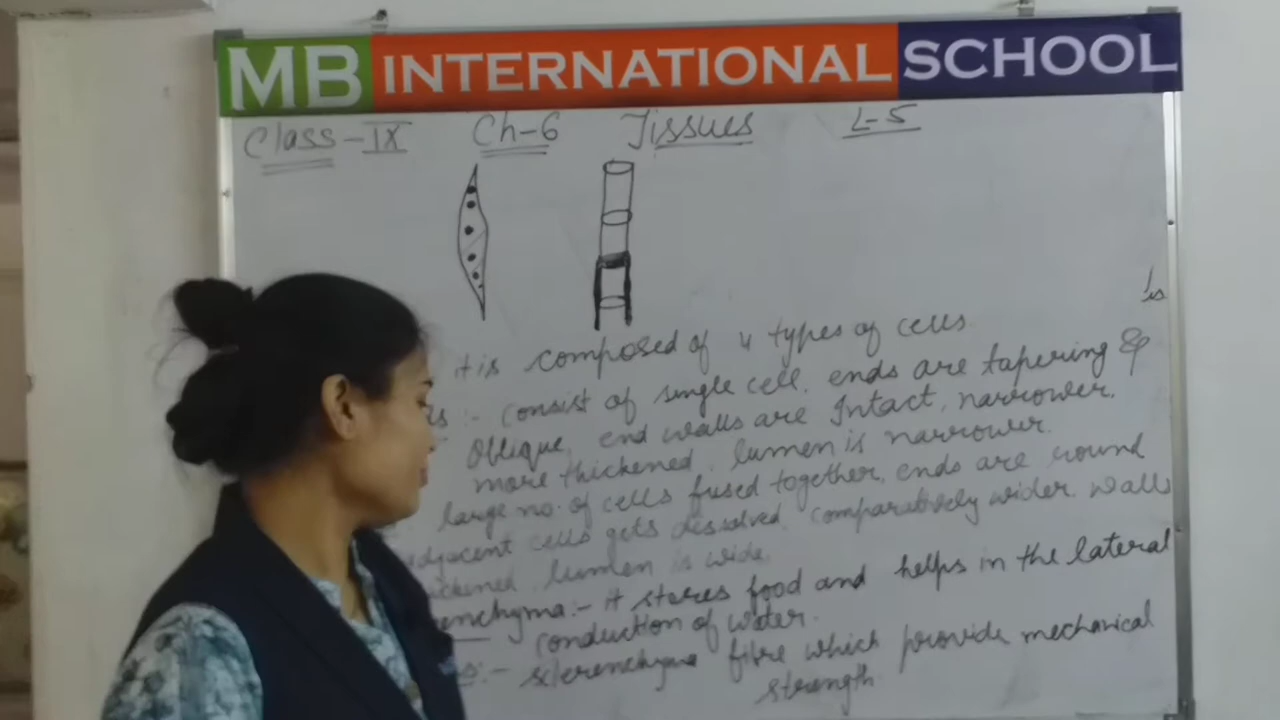 MB INTERNATIONAL SCHOOL
Class-IX Ch-6 Tissues L-5
is
it is composed of 4 types of cells
:- consist of single cell. ends are tapering &
oblique, end walls are Intact, narrower.
more thickened, lumen is narrower.
large no. of cells fused together, ends are round
adjacent cells gets dissolved comparatively wider. walls
lumen is wide.
enchyma:- it stores food and helps in the lateral
conduction of water.
:- sclerenchyma fibre which provide mechanical
strength